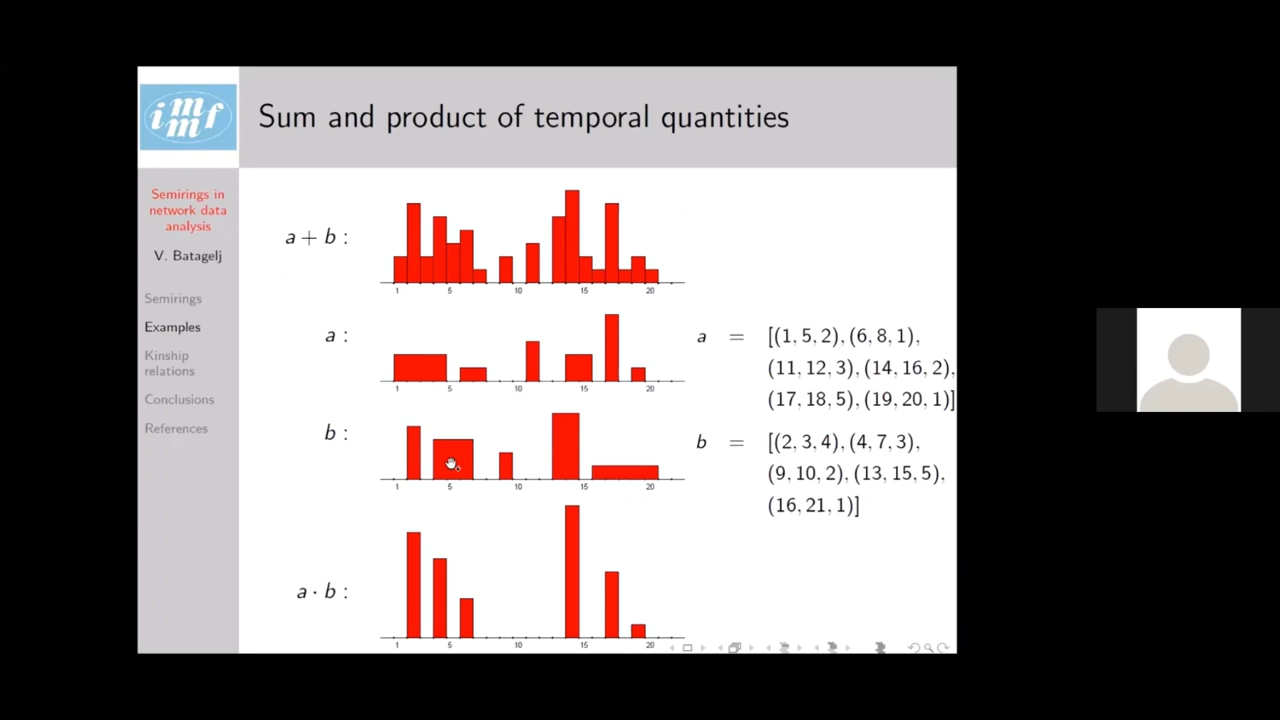 immf
Sum and product of temporal quantities
Semirings in
network data
analysis
V. Batagelj
Semirings
Examples
Kinship
relations
Conclusions
References
a + b :
1 5 10 15 20
a :
1 5 10 15 20
b :
1 5 10 15 20
a · b :
1 5 10 15 20
a = [(1, 5, 2), (6, 8, 1),
(11, 12, 3), (14, 16, 2),
(17, 18, 5), (19, 20, 1)]
b = [(2, 3, 4), (4, 7, 3),
(9, 10, 2), (13, 15, 5),
(16, 21, 1)]